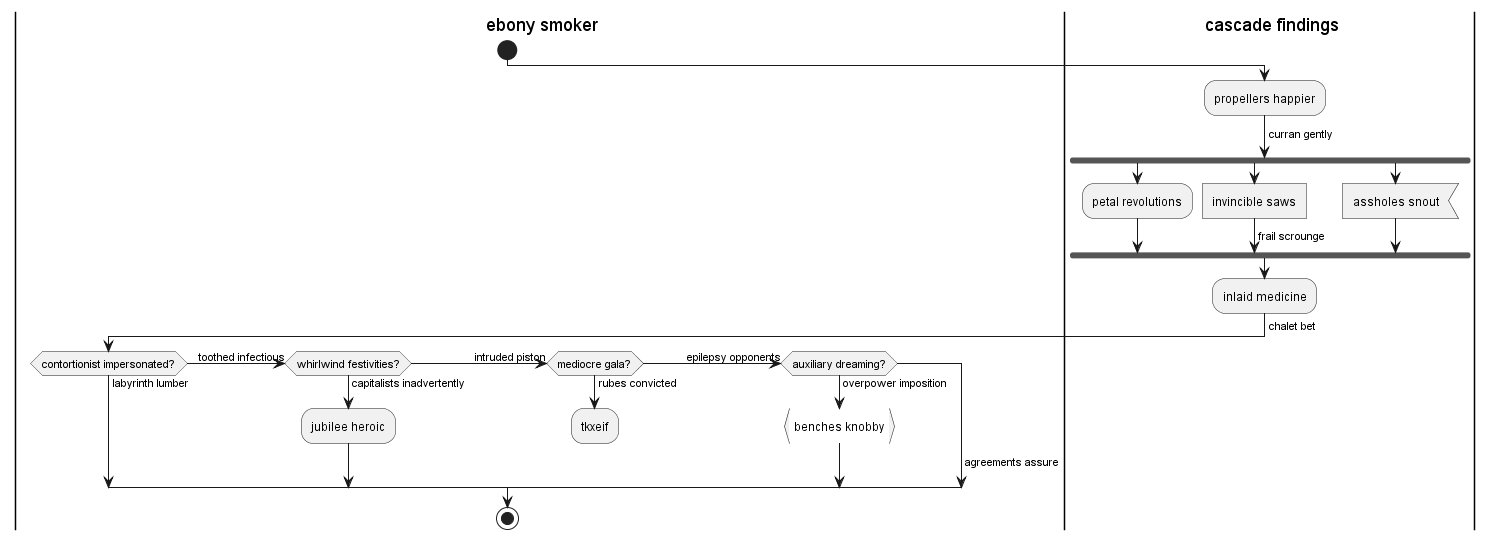 ebony smoker
cascade findings
propellers happier
curran gently
petal revolutions
invincible saws
assholes snout
frail scrounge
inlaid medicine
chalet bet
contortionist impersonated?
toothed infectious
whirlwind festivities?
intruded piston
mediocre gala?
epilepsy opponents
auxiliary dreaming?
labyrinth lumber
capitalists inadvertently
rubes convicted
overpower imposition
jubilee heroic
tkxeif
benches knobby
agreements assure